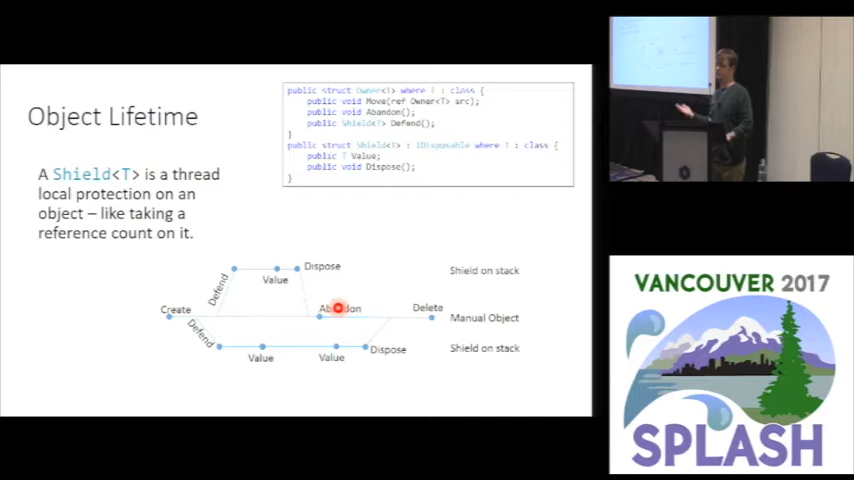 Object Lifetime
A Shield<T> is a thread
local protection on an
object – like taking a
reference count on it.
public struct Owner<T> where T : class {
public void Move(ref Owner<T> src);
public void Abandon();
public Shield<T> Defend();
}
public struct Shield<T> : IDisposable where T : class {
public T Value;
public void Dispose();
}
Defend
Value
Dispose
Shield on stack
Create
Abandon
Delete
Manual Object
Defend
Value
Value
Dispose
Shield on stack
VANCOUVER 2017
SPLASH